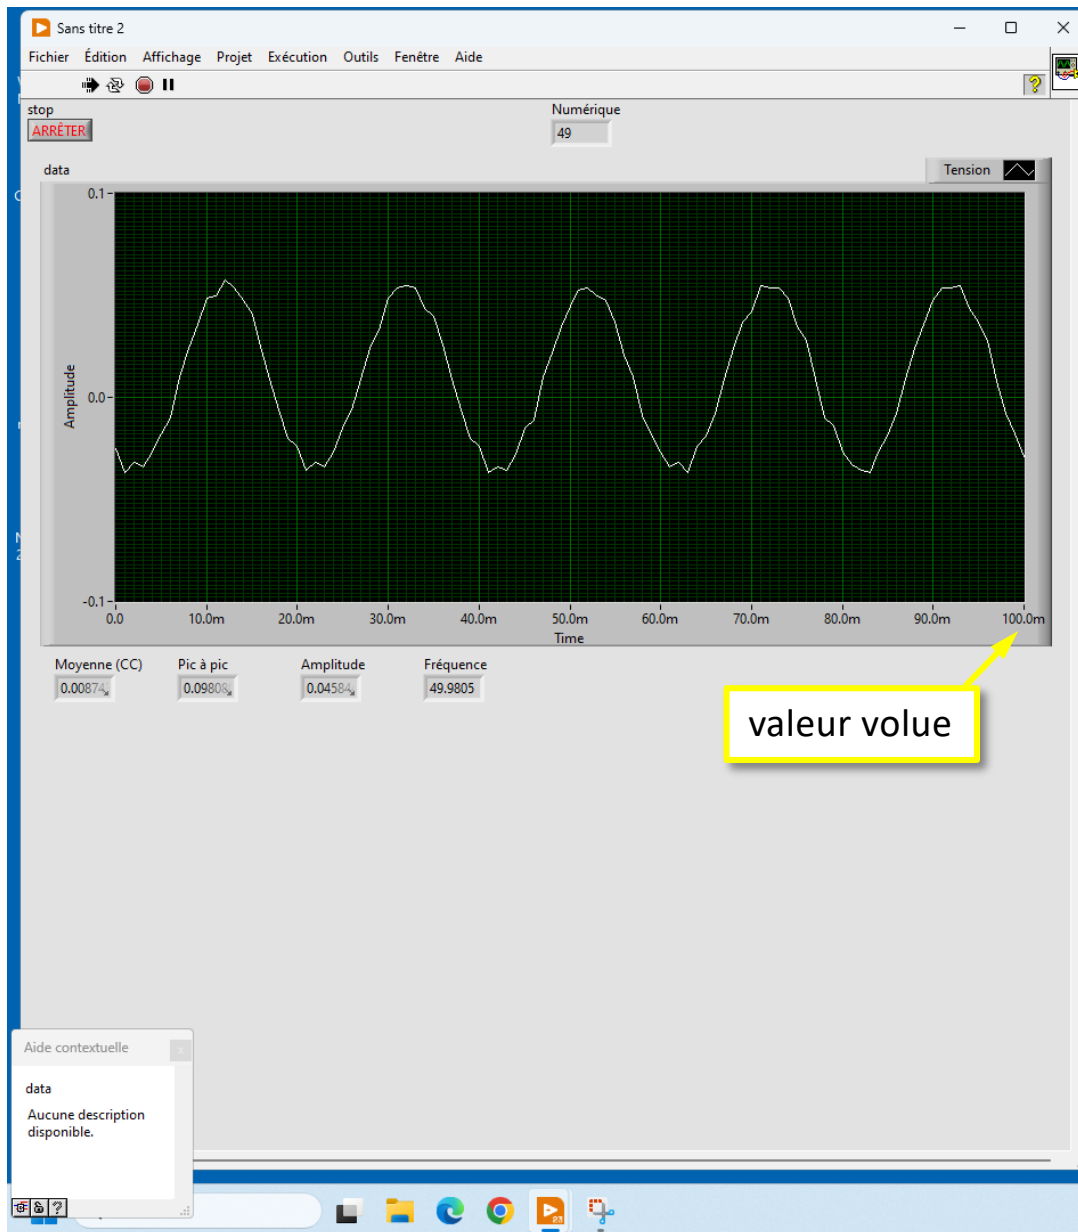 Sans titre 2
Fichier Édition Affichage Projet Exécution Outils Fenêtre Aide
stop
ARRÊTER
Numérique
49
data
Tension
0.1
0.0
-0.1
Amplitude
0.0 10.0m 20.0m 30.0m 40.0m 50.0m 60.0m 70.0m 80.0m 90.0m 100.0m
Time
Moyenne (CC) Pic à pic Amplitude Fréquence
0.00874 0.09808 0.04584 49.9805
valeur volue
Aide contextuelle
data
Aucune description
disponible.
23